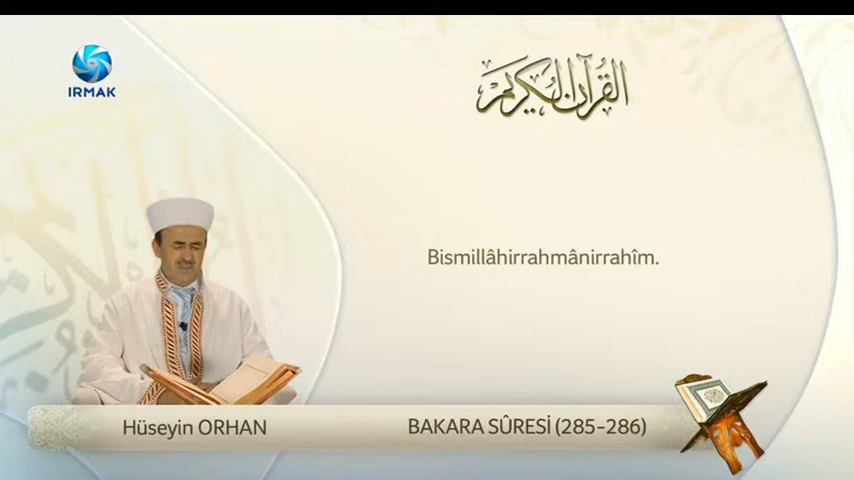 IRMAK
القرآن الكريم
Bismillâhirrahmânirrahîm.
Hüseyin ORHAN
BAKARA SÛRESİ (285-286)